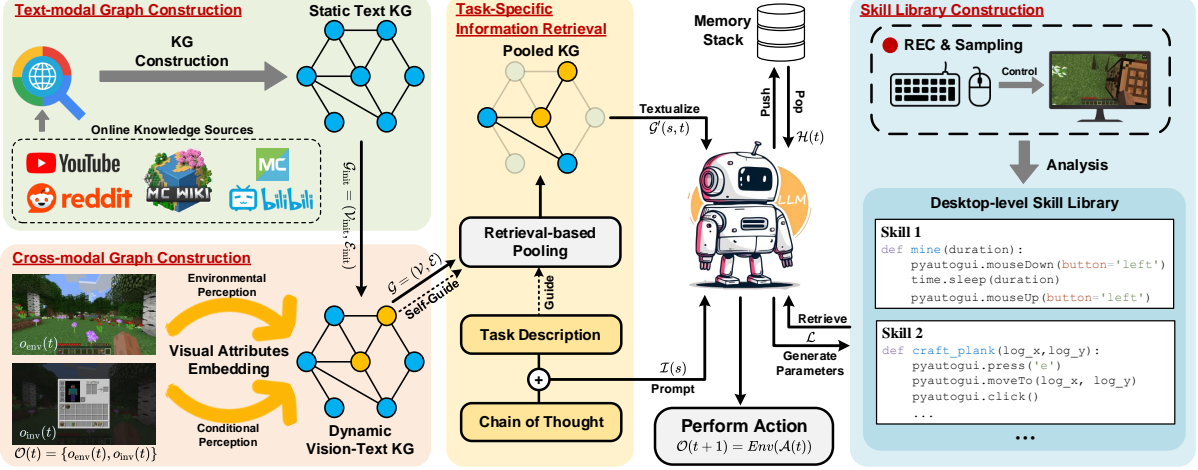 Text-modal Graph Construction
Static Text KG
KG
Construction
Online Knowledge Sources
YouTube
MC WIKI
MC
reddit
bilibili
𝒢init = (𝒱init, ℰinit)
Cross-modal Graph Construction
Environmental
Perception
o_env(t)
Visual Attributes
Embedding
o_inv(t)
Conditional
Perception
𝒪(t) = {o_env(t), o_inv(t)}
Dynamic
Vision-Text KG
𝒢 = (𝒱, ℰ)
Self-Guide
Task-Specific
Information Retrieval
Pooled KG
Retrieval-based
Pooling
Guide
Task Description
+
Chain of Thought
Textualize
𝒢′(s, t)
Memory
Stack
Push
Pop
ℋ(t)
LLM
ℐ(s)
Prompt
Retrieve
ℒ
Generate
Parameters
Perform Action
𝒪(t + 1) = Env(𝒜(t))
Skill Library Construction
REC & Sampling
Control
Analysis
Desktop-level Skill Library
Skill 1
def mine(duration):
pyautogui.mouseDown(button='left')
time.sleep(duration)
pyautogui.mouseUp(button='left')
Skill 2
def craft_plank(log_x,log_y):
pyautogui.press('e')
pyautogui.moveTo(log_x, log_y)
pyautogui.click()
...
...